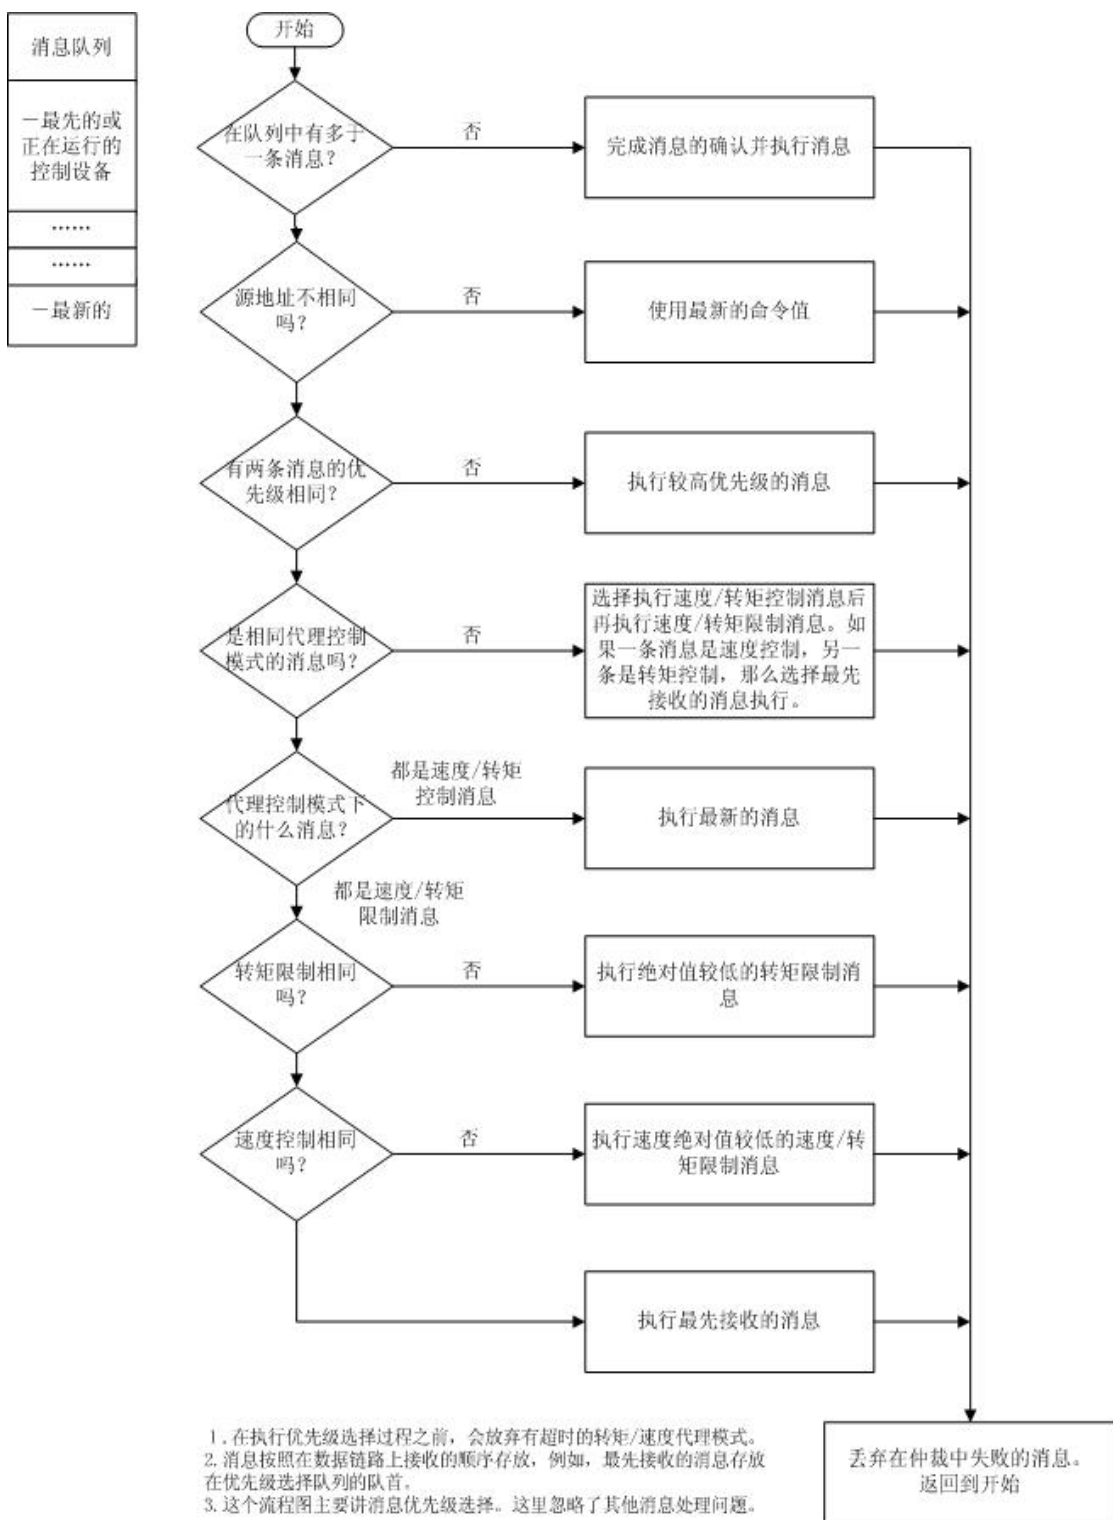 消息队列
－最先的或
正在运行的
控制设备
……
……
－最新的
开始
在队列中有多于
一条消息？
否
完成消息的确认并执行消息
源地址不相同
吗？
否
使用最新的命令值
有两条消息的优
先级相同？
否
执行较高优先级的消息
是相同代理控制
模式的消息吗？
否
选择执行速度/转矩控制消息后
再执行速度/转矩限制消息。如
果一条消息是速度控制，另一
条是转矩控制，那么选择最先
接收的消息执行。
代理控制模式下
的什么消息？
都是速度/转矩
控制消息
执行最新的消息
都是速度/转矩
限制消息
转矩限制相同
吗？
否
执行绝对值较低的转矩限制消
息
速度控制相同
吗？
否
执行速度绝对值较低的速度/转
矩限制消息
执行最先接收的消息
1.在执行优先级选择过程之前，会放弃有超时的转矩/速度代理模式。
2.消息按照在数据链路上接收的顺序存放，例如，最先接收的消息存放
在优先级选择队列的队首。
3.这个流程图主要讲消息优先级选择。这里忽略了其他消息处理问题。
丢弃在仲裁中失败的消息。
返回到开始